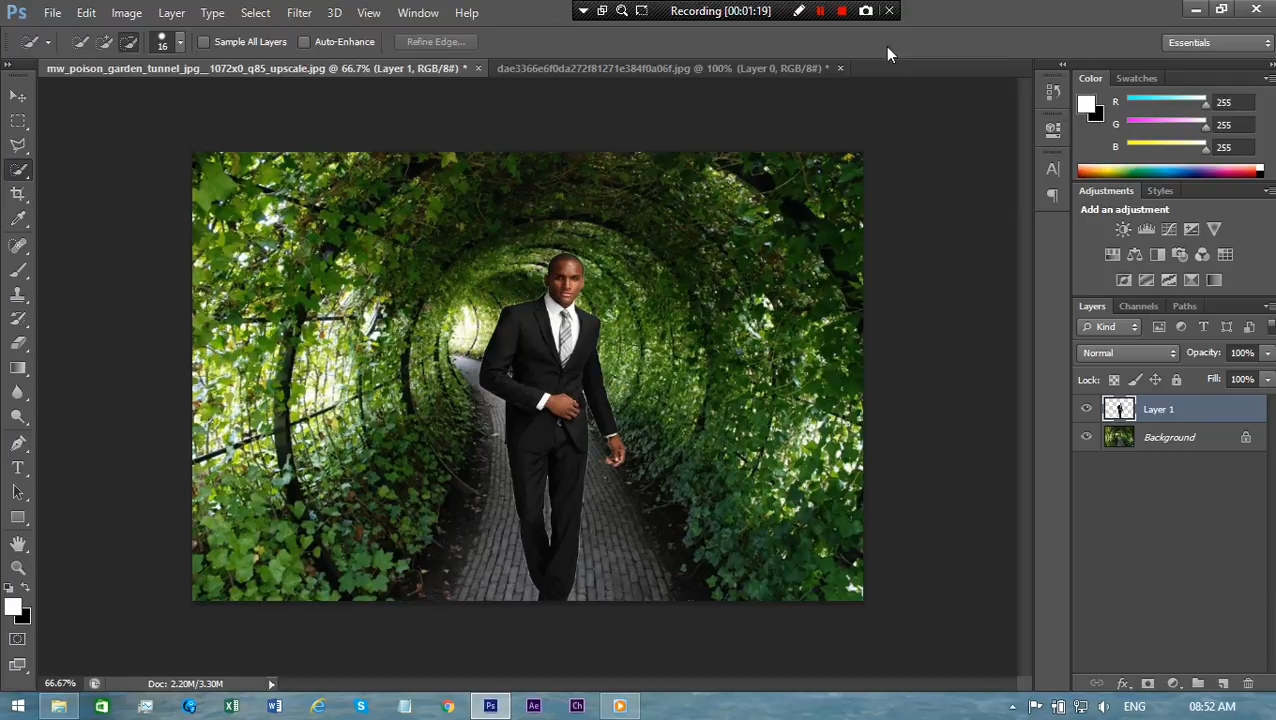 Ps File Edit Image Layer Type Select Filter 3D View Window Help
Recording [00:01:19]
16 Sample All Layers Auto-Enhance Refine Edge... Essentials
mw_poison_garden_tunnel_jpg__1072x0_q85_upscale.jpg @ 66.7% (Layer 1, RGB/8#) * × dae3366e6f0da272f81271e384f0a06f.jpg @ 100% (Layer 0, RGB/8#) * ×
Color Swatches
R 255
G 255
B 255
Adjustments Styles
Add an adjustment
Layers Channels Paths
Kind
Normal Opacity: 100%
Lock: Fill: 100%
Layer 1
Background
66.67% Doc: 2.20M/3.30M
Ps Ae Ch ENG 08:52 AM